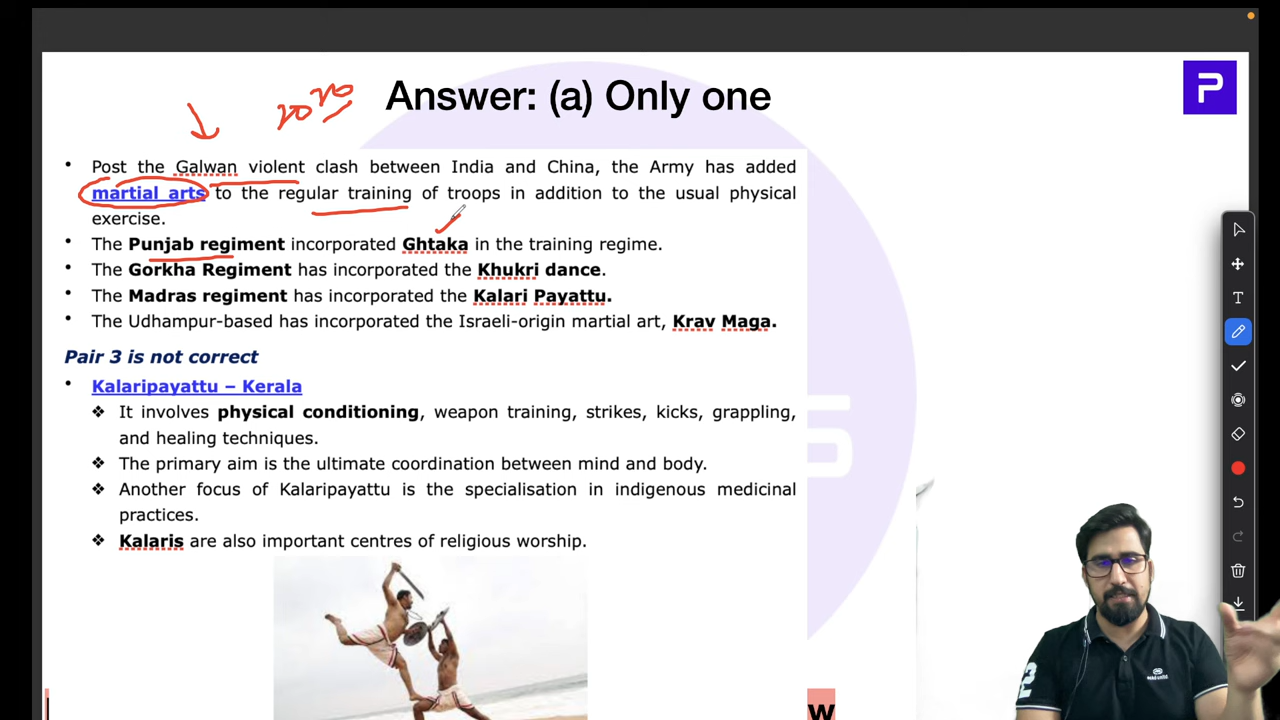 P
2020
Answer: (a) Only one
• Post the Galwan violent clash between India and China, the Army has added
martial arts to the regular training of troops in addition to the usual physical
exercise.
• The Punjab regiment incorporated Ghtaka in the training regime.
• The Gorkha Regiment has incorporated the Khukri dance.
• The Madras regiment has incorporated the Kalari Payattu.
• The Udhampur-based has incorporated the Israeli-origin martial art, Krav Maga.
Pair 3 is not correct
• Kalaripayattu – Kerala
❖ It involves physical conditioning, weapon training, strikes, kicks, grappling,
and healing techniques.
❖ The primary aim is the ultimate coordination between mind and body.
❖ Another focus of Kalaripayattu is the specialisation in indigenous medicinal
practices.
❖ Kalaris are also important centres of religious worship.
S
T
2
w